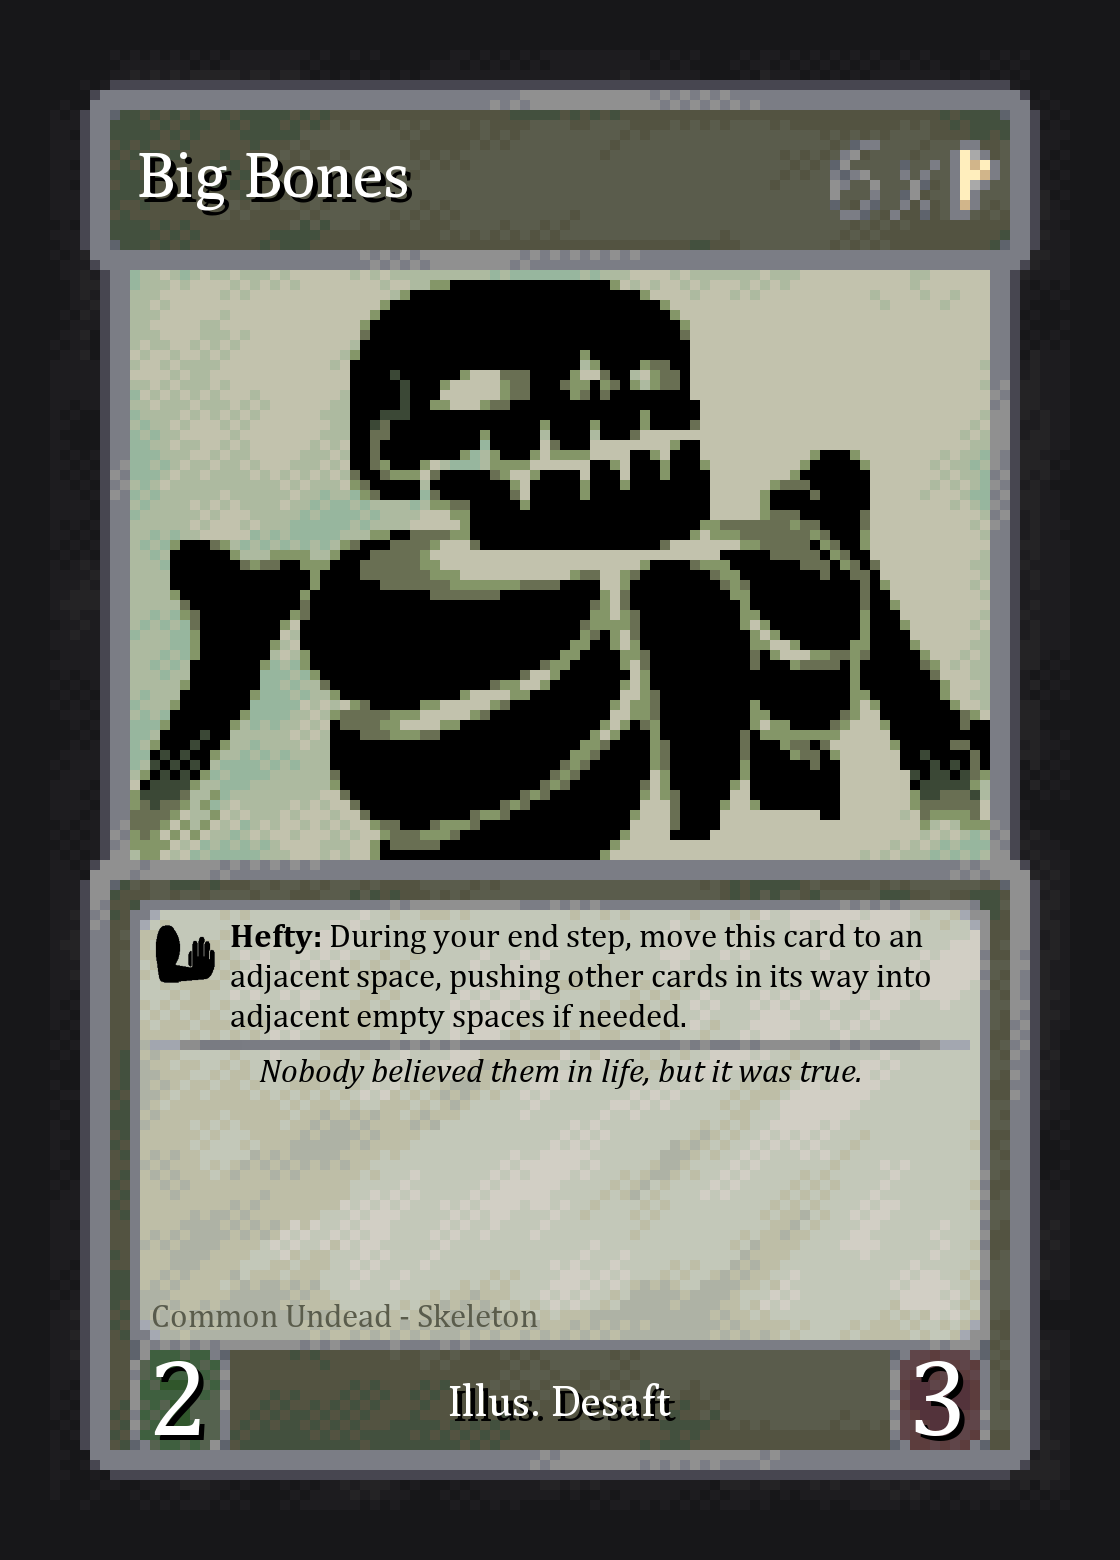 Big Bones
6x
Hefty: During your end step, move this card to an
adjacent space, pushing other cards in its way into
adjacent empty spaces if needed.
Nobody believed them in life, but it was true.
Common Undead - Skeleton
2
Illus. Desaft
3